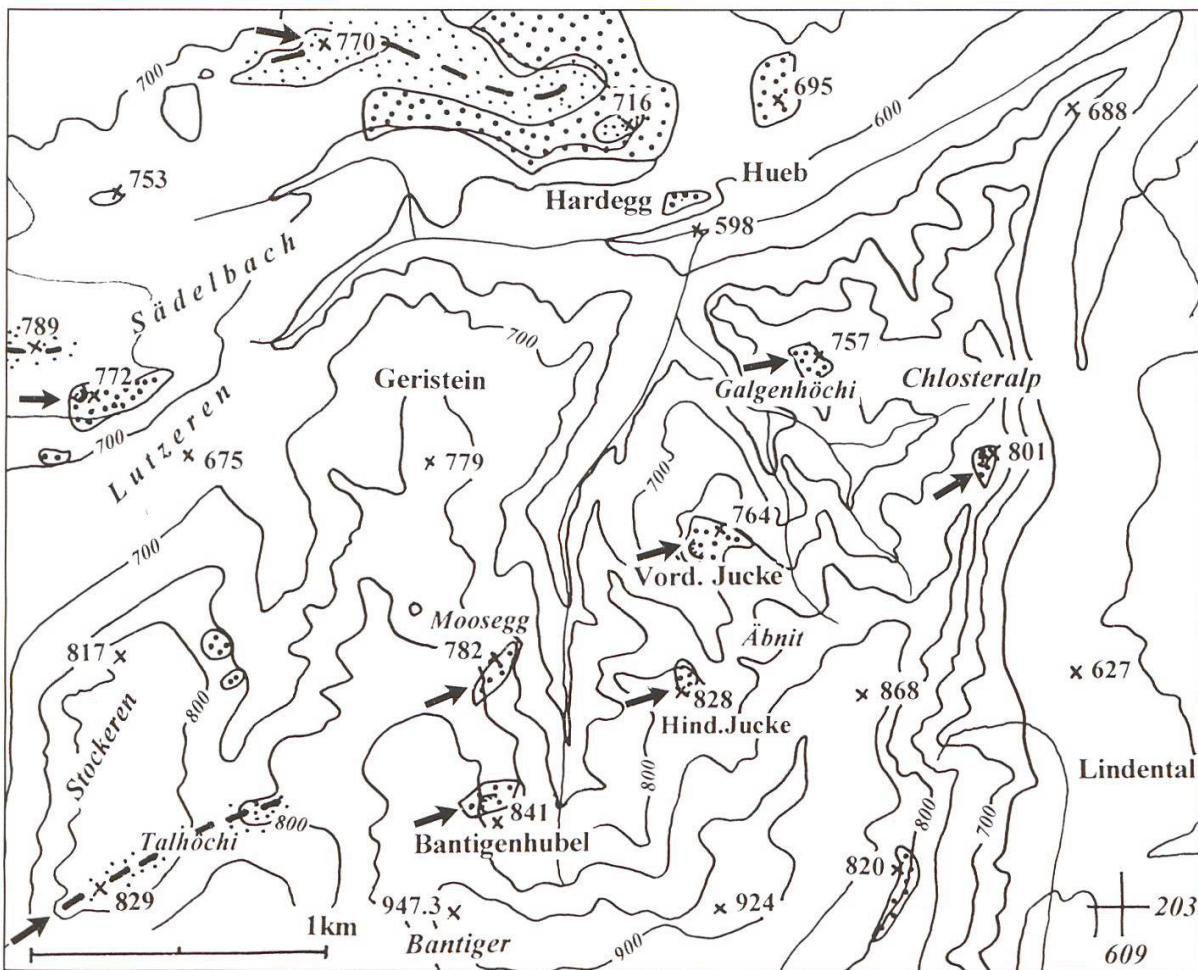 770
700
695
716
688
600
753
Hueb
Hardegg
598
Sädelbach
789
700
757
772
Geristein
Galgenhöchi
Chlosteralp
700
Lutzeren
675
779
801
700
764
700
Vord. Jucke
Moosegg
Äbnit
817
782
800
868
627
828
Hind.Jucke
Stockeren
Lindental
800
841
800
700
Talhöchi
800
Bantigenhubel
820
829
947.3
924
203
1km
Bantiger
900
609